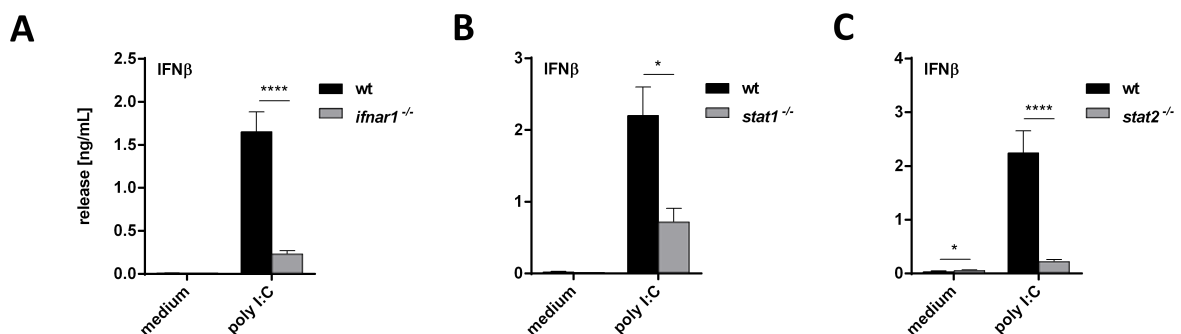 A
IFNβ
release [ng/mL]
2.5
2.0
1.5
1.0
0.5
0.0
****
wt
ifnar1 -/-
medium
poly I:C
B
IFNβ
3
2
1
0
*
wt
stat1 -/-
medium
poly I:C
C
IFNβ
4
3
2
1
0
*
****
wt
stat2 -/-
medium
poly I:C